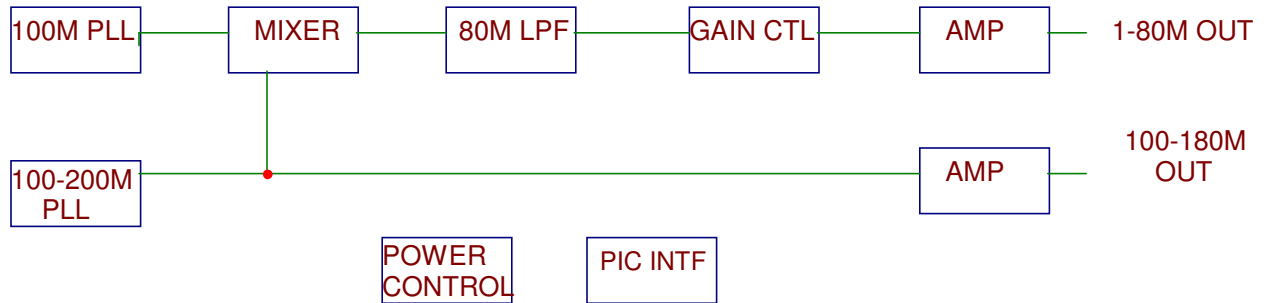 100M PLL
MIXER
80M LPF
GAIN CTL
AMP
1-80M OUT
100-200M
PLL
AMP
100-180M
OUT
POWER
CONTROL
PIC INTF